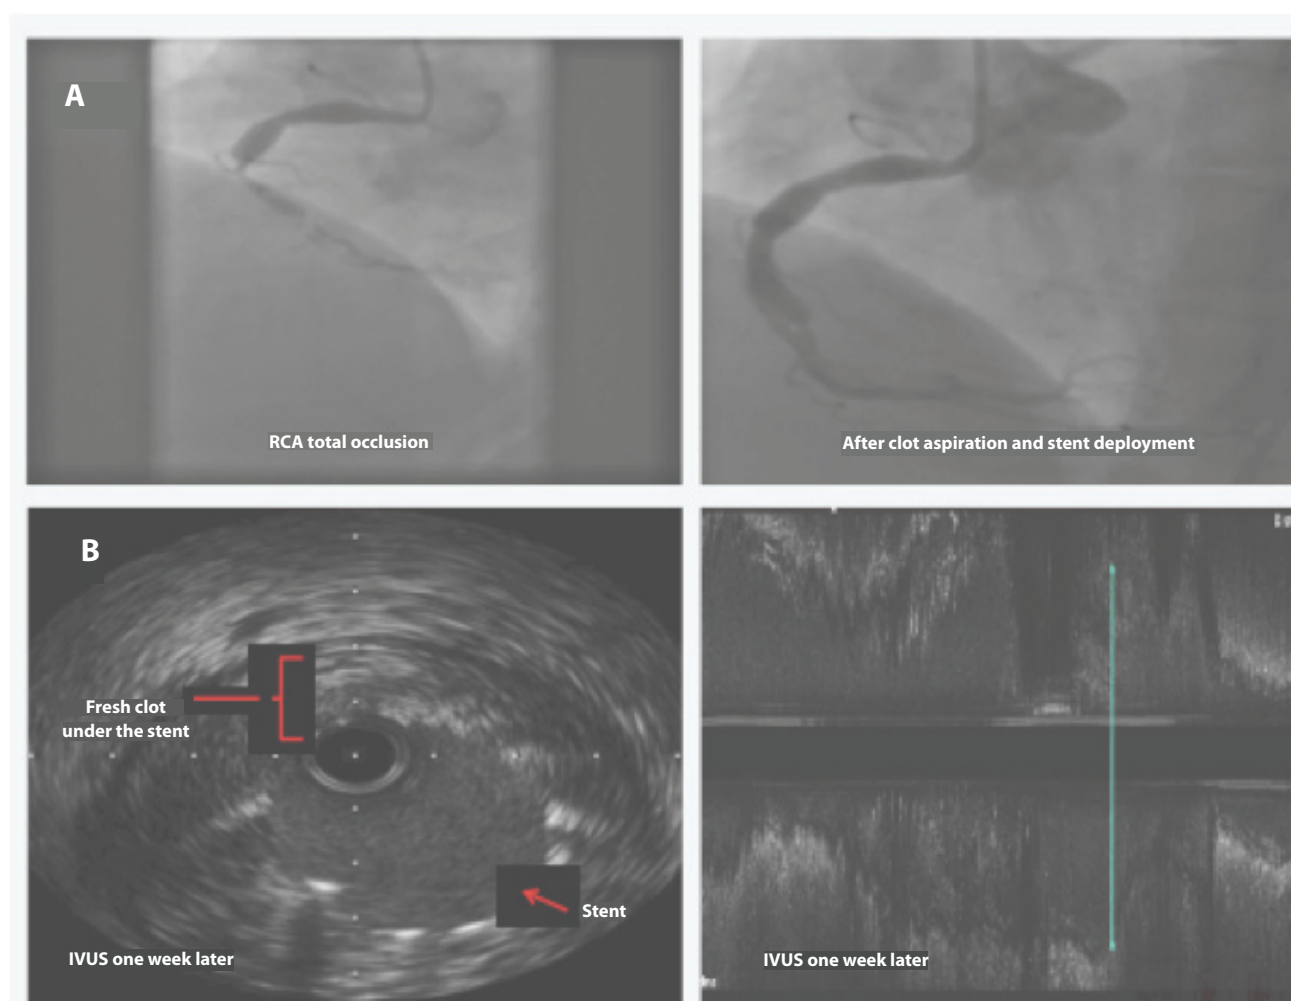 A
RCA total occlusion
After clot aspiration and stent deployment
B
Fresh clot
under the stent
Stent
IVUS one week later
IVUS one week later